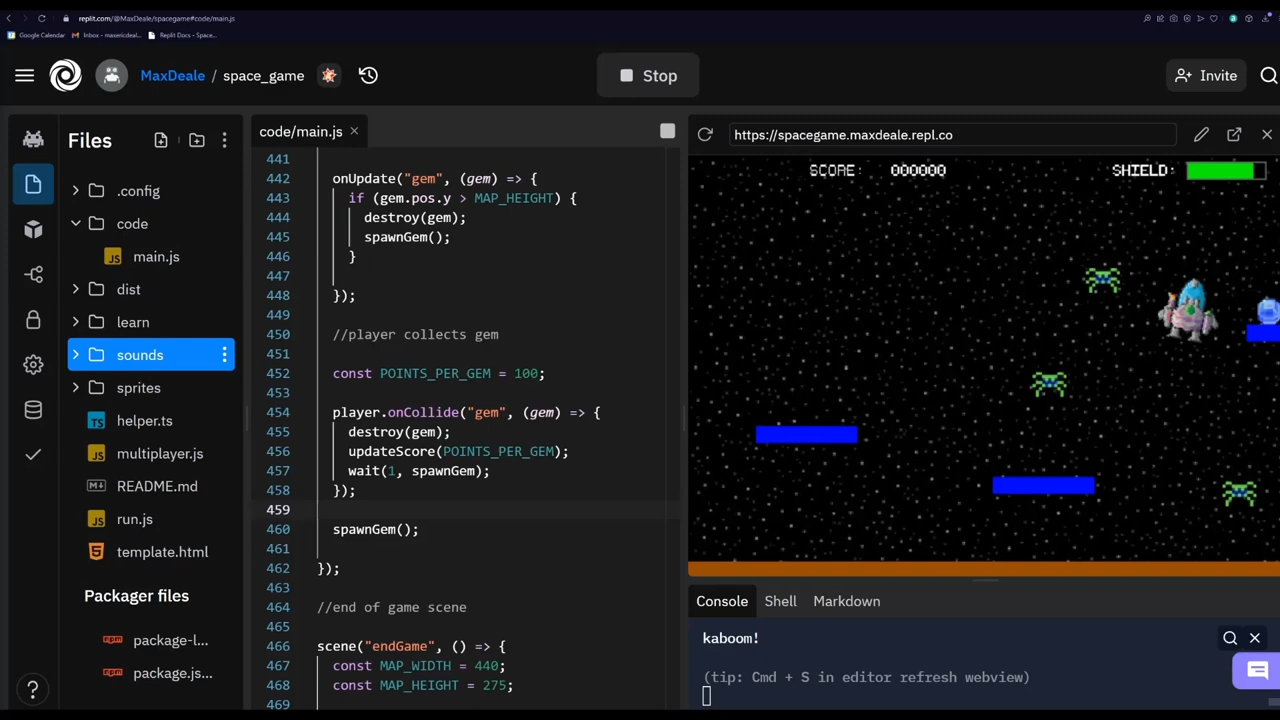 replit.com/@MaxDeale/spacegame#code/main.js
Google Calendar
Inbox - maxericdeal...
Replit Docs - Space...
MaxDeale / space_game
Stop
Invite
Files
.config
code
main.js
dist
learn
sounds
sprites
helper.ts
multiplayer.js
README.md
run.js
template.html
Packager files
package-l...
package.js...
code/main.js
441
442 onUpdate("gem", (gem) => {
443 if (gem.pos.y > MAP_HEIGHT) {
444 destroy(gem);
445 spawnGem();
446 }
447
448 });
449
450 //player collects gem
451
452 const POINTS_PER_GEM = 100;
453
454 player.onCollide("gem", (gem) => {
455 destroy(gem);
456 updateScore(POINTS_PER_GEM);
457 wait(1, spawnGem);
458 });
459
460 spawnGem();
461
462 });
463
464 //end of game scene
465
466 scene("endGame", () => {
467 const MAP_WIDTH = 440;
468 const MAP_HEIGHT = 275;
469
https://spacegame.maxdeale.repl.co
SCORE: 000000
SHIELD:
Console
Shell
Markdown
kaboom!
(tip: Cmd + S in editor refresh webview)